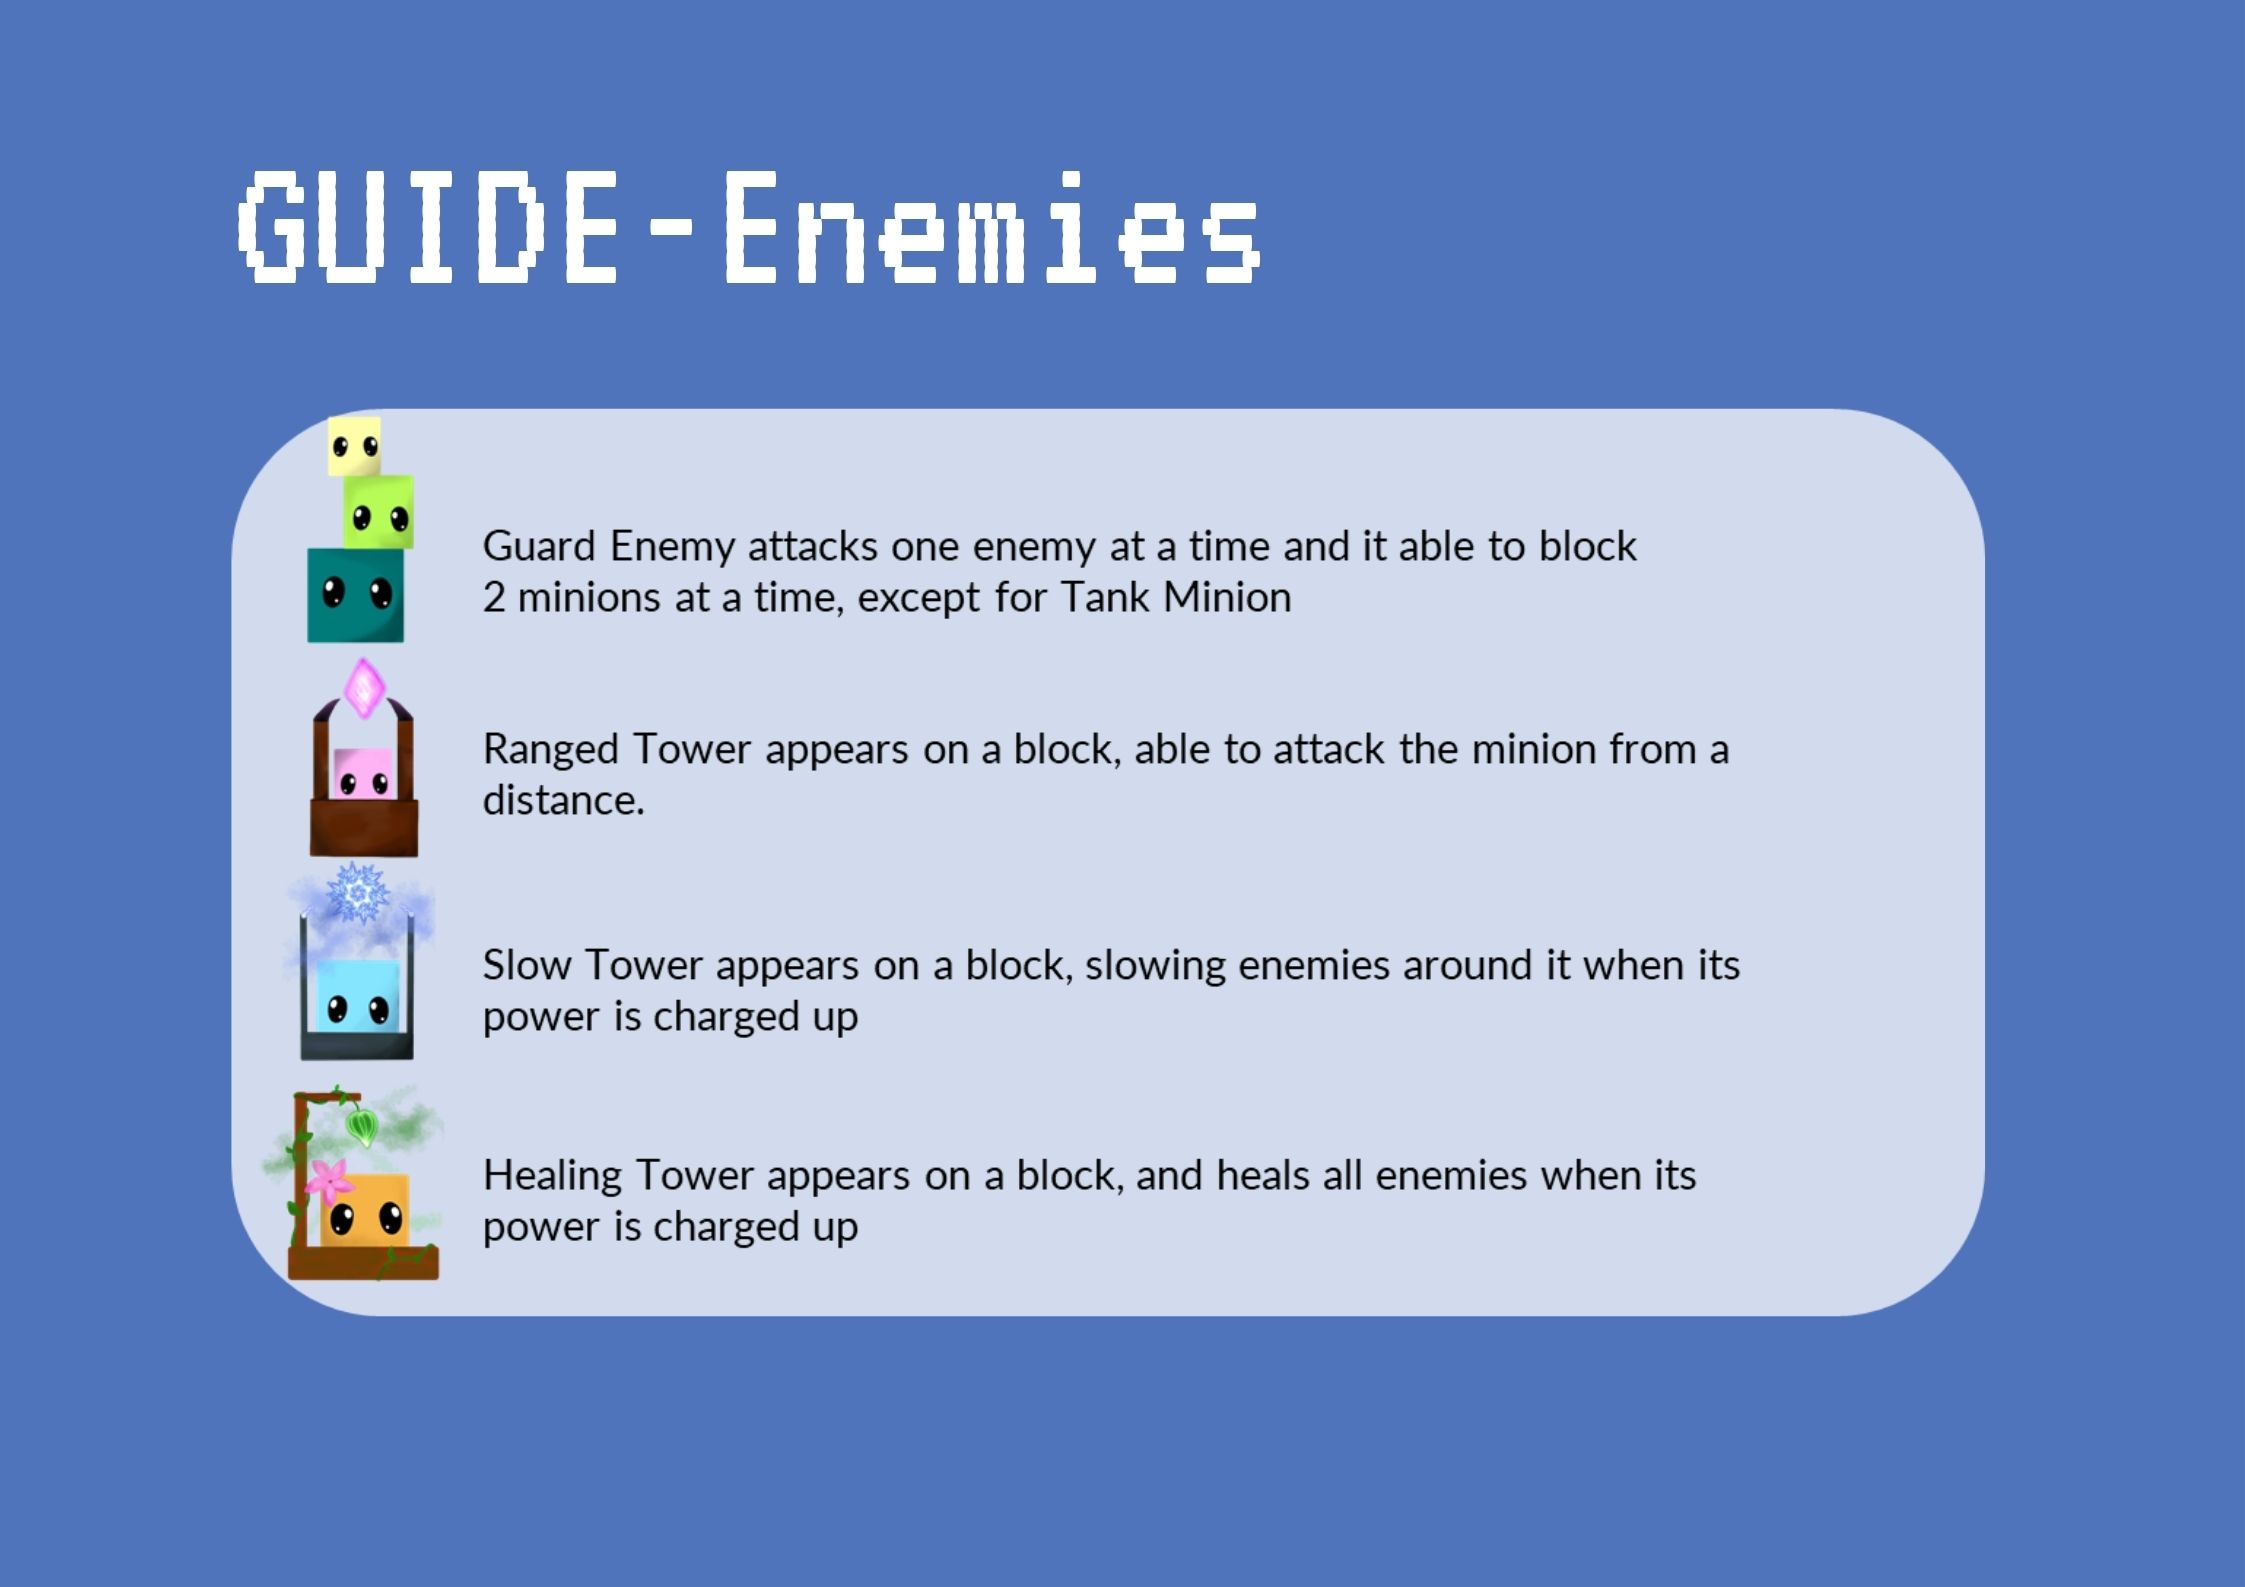 GUIDE-Enemies
Guard Enemy attacks one enemy at a time and it able to block
2 minions at a time, except for Tank Minion
Ranged Tower appears on a block, able to attack the minion from a
distance.
Slow Tower appears on a block, slowing enemies around it when its
power is charged up
Healing Tower appears on a block, and heals all enemies when its
power is charged up